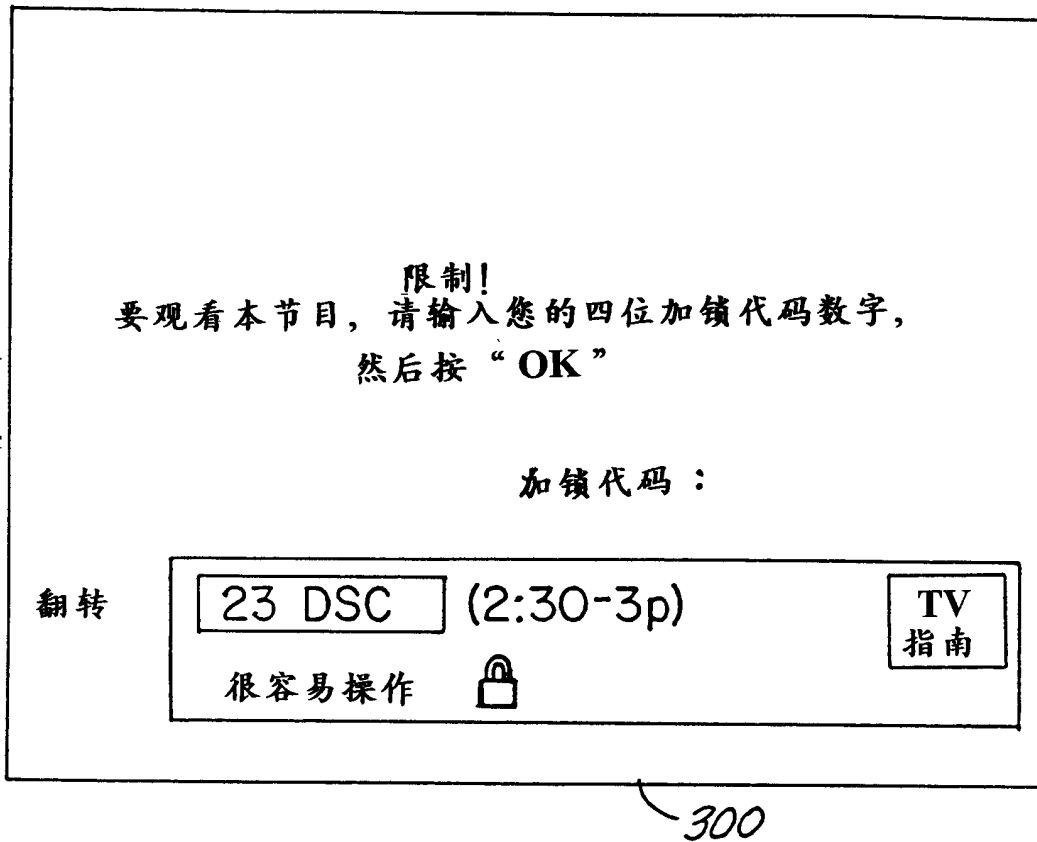 限制！
要观看本节目，请输入您的四位加锁代码数字，
然后按“OK”
加锁代码：
翻转
23 DSC (2:30-3p)
TV
指南
很容易操作
300